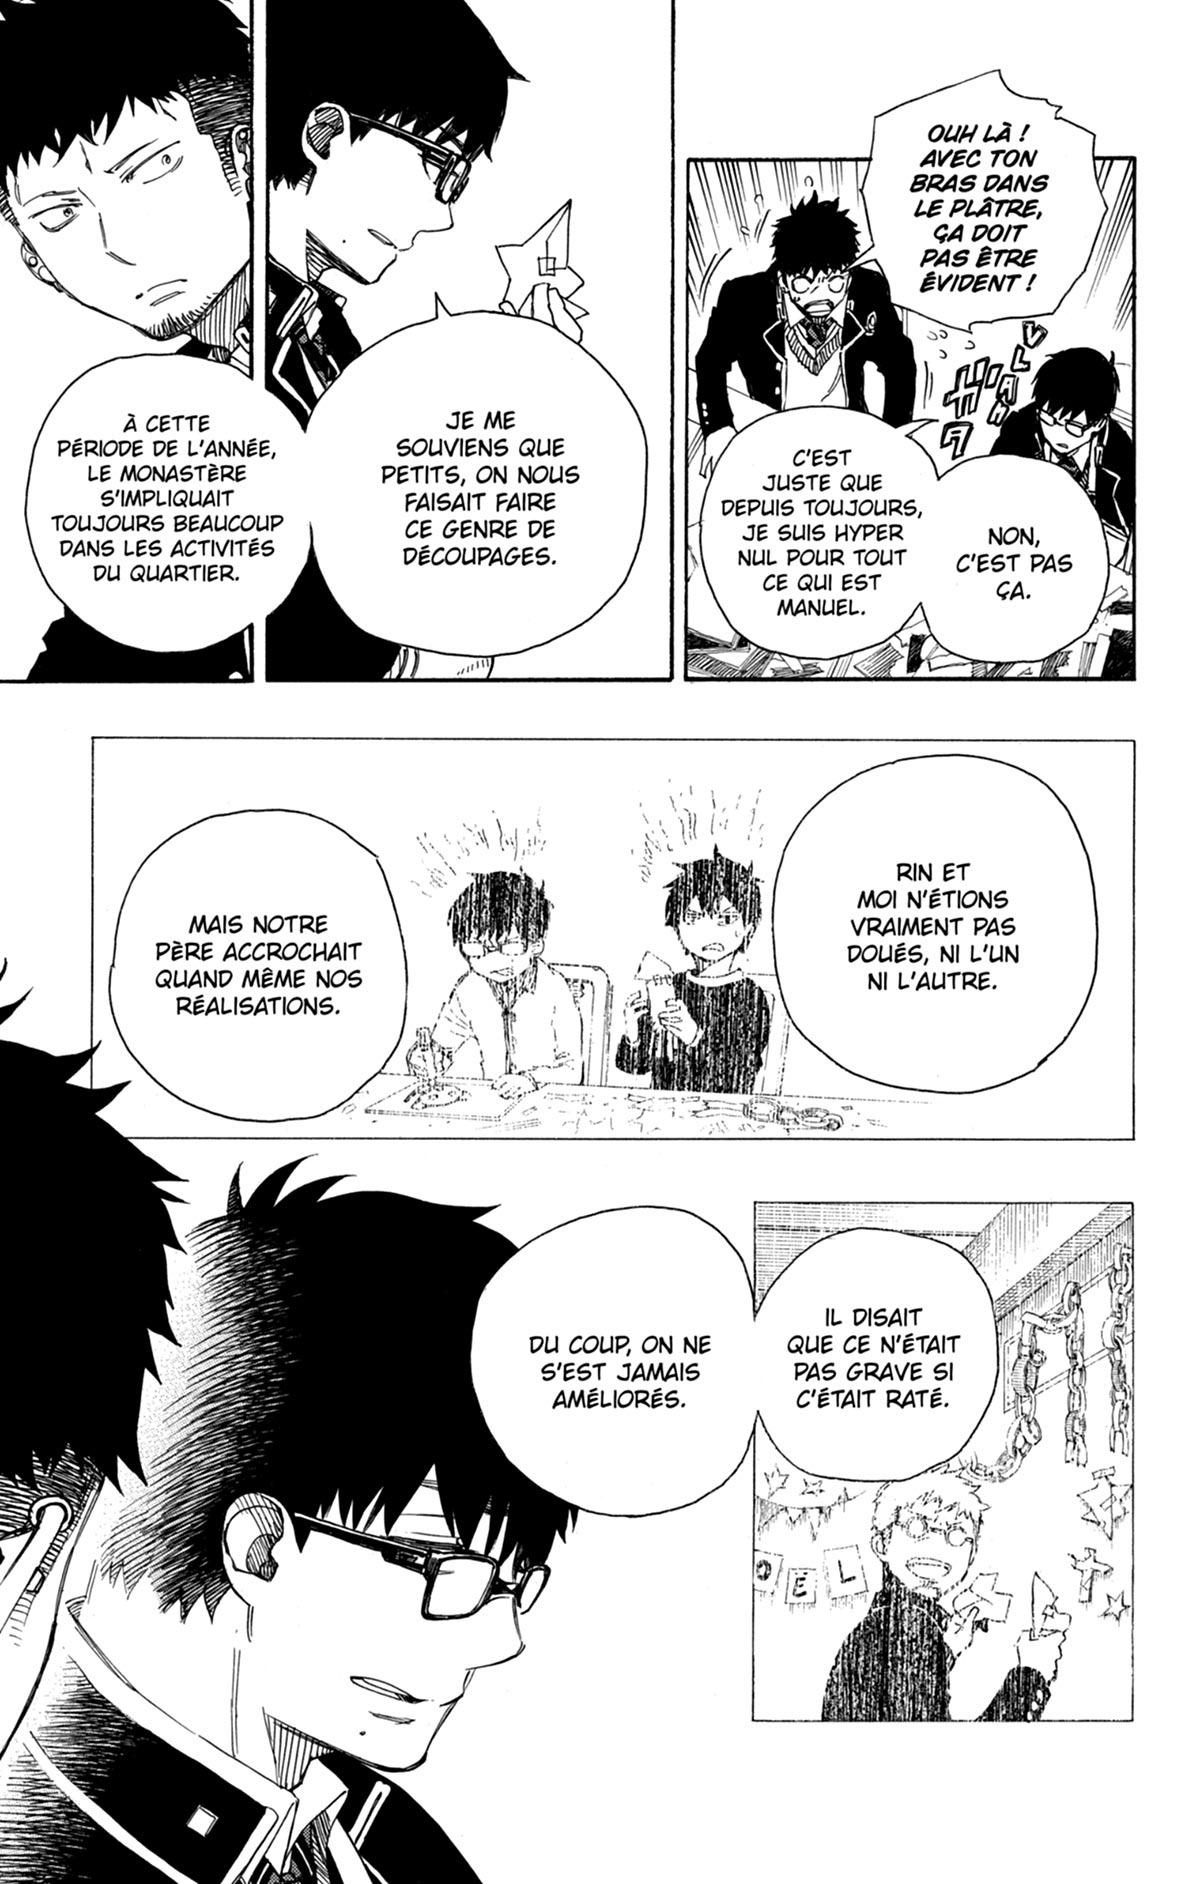 OUH LÀ !
AVEC TON
BRAS DANS
LE PLÂTRE,
ÇA DOIT
PAS ÊTRE
ÉVIDENT !
VLAAH
NON,
C'EST PAS
ÇA.
C'EST
JUSTE QUE
DEPUIS TOUJOURS,
JE SUIS HYPER
NUL POUR TOUT
CE QUI EST
MANUEL.
JE ME
SOUVIENS QUE
PETITS, ON NOUS
FAISAIT FAIRE
CE GENRE DE
DÉCOUPAGES.
À CETTE
PÉRIODE DE L'ANNÉE,
LE MONASTÈRE
S'IMPLIQUAIT
TOUJOURS BEAUCOUP
DANS LES ACTIVITÉS
DU QUARTIER.
RIN ET
MOI N'ÉTIONS
VRAIMENT PAS
DOUÉS, NI L'UN
NI L'AUTRE.
MAIS NOTRE
PÈRE ACCROCHAIT
QUAND MÊME NOS
RÉALISATIONS.
IL DISAIT
QUE CE N'ÉTAIT
PAS GRAVE SI
C'ÉTAIT RATÉ.
OËL
DU COUP, ON NE
S'EST JAMAIS
AMÉLIORÉS.